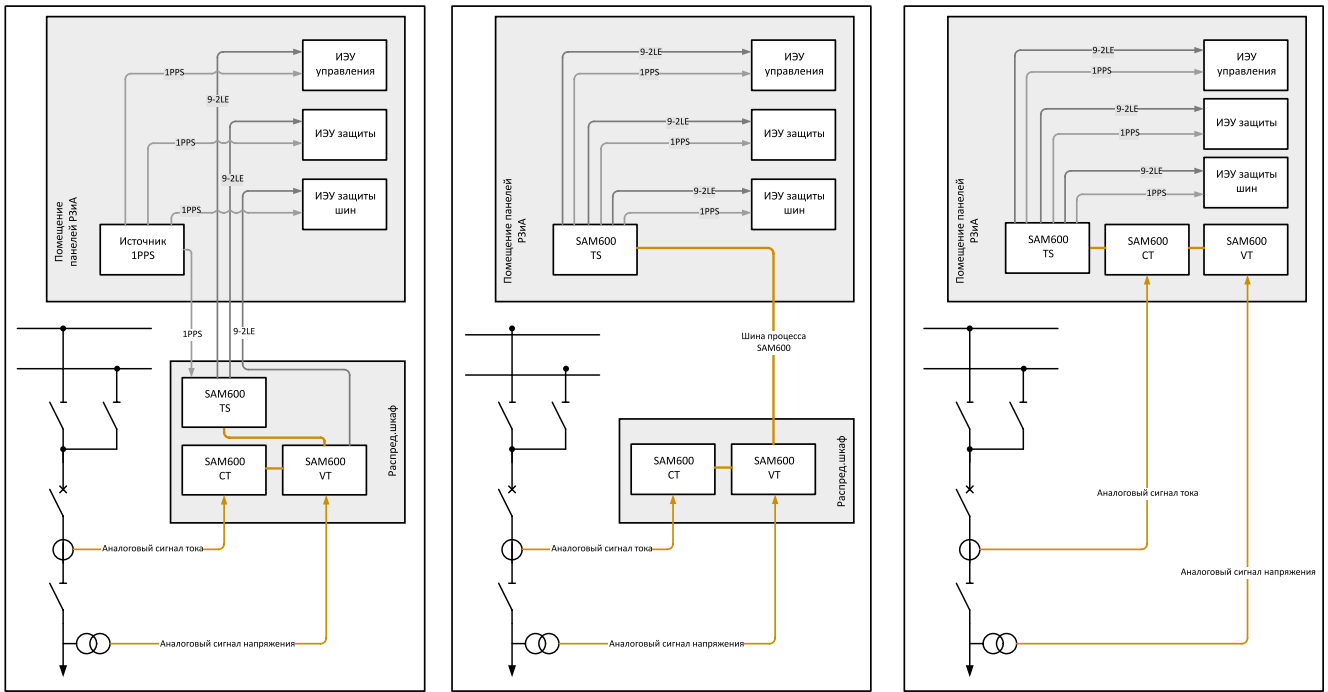 ИЭУ
управления
1PPS
9-2LE
ИЭУ защиты
1PPS
9-2LE
ИЭУ защиты
шин
1PPS
Помещение
панелей РЗиА
Источник
1PPS
1PPS
9-2LE
SAM600
TS
SAM600
CT
SAM600
VT
Распред.шкаф
Аналоговый сигнал тока
Аналоговый сигнал напряжения
9-2LE
ИЭУ
управления
1PPS
9-2LE
ИЭУ защиты
1PPS
9-2LE
ИЭУ защиты
шин
1PPS
Помещение панелей
РЗиА
SAM600
TS
Шина процесса
SAM600
SAM600
CT
SAM600
VT
Распред.шкаф
Аналоговый сигнал тока
Аналоговый сигнал напряжения
9-2LE
ИЭУ
управления
1PPS
9-2LE
ИЭУ защиты
1PPS
9-2LE
ИЭУ защиты
шин
1PPS
Помещение панелей
РЗиА
SAM600
TS
SAM600
CT
SAM600
VT
Аналоговый сигнал тока
Аналоговый сигнал напряжения